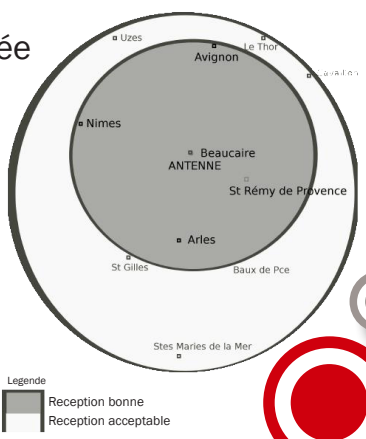 ée
Uzes
Le Thor
Avignon
Nimes
Beaucaire
ANTENNE
St Rémy de Provence
Arles
St Gilles
Baux de Pce
Stes Maries de la Mer
Legende
Reception bonne
Reception acceptable